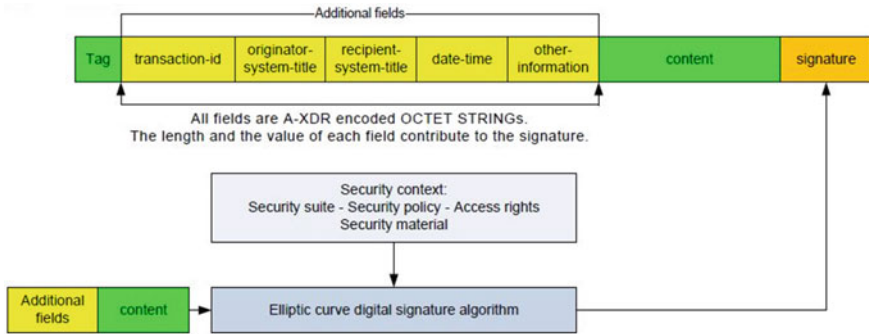 Additional fields
Tag
transaction-id
originator-
system-title
recipient-
system-title
date-time
other-
information
content
signature
All fields are A-XDR encoded OCTET STRINGs.
The length and the value of each field contribute to the signature.
Security context:
Security suite - Security policy - Access rights
Security material
Additional
fields
content
Elliptic curve digital signature algorithm